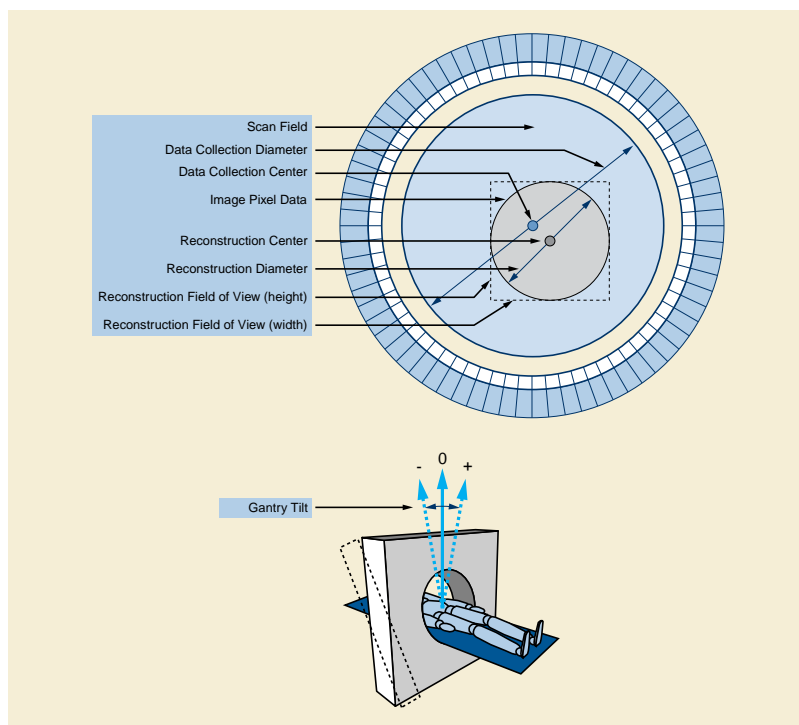 Scan Field
Data Collection Diameter
Data Collection Center
Image Pixel Data
Reconstruction Center
Reconstruction Diameter
Reconstruction Field of View (height)
Reconstruction Field of View (width)
- 0 +
Gantry Tilt